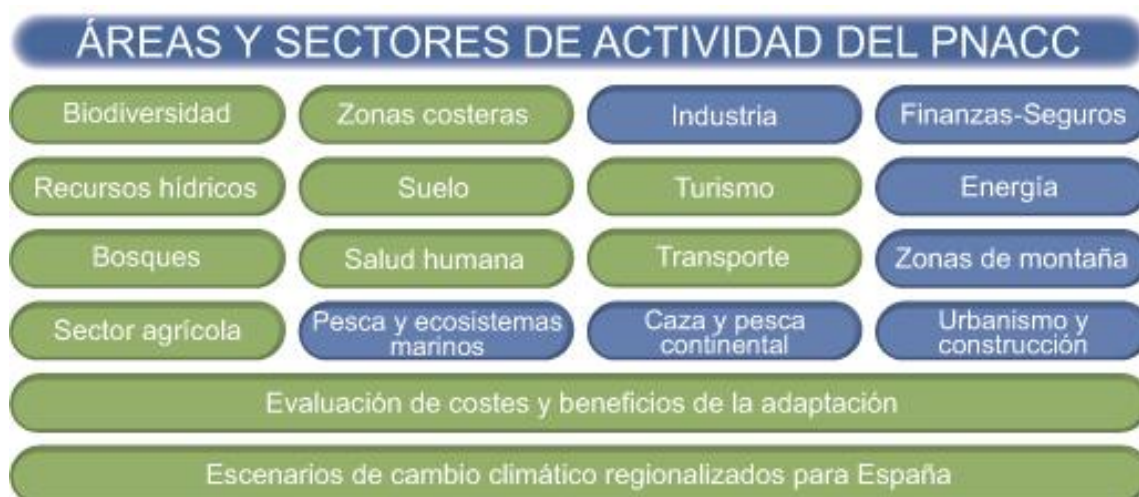 ÁREAS Y SECTORES DE ACTIVIDAD DEL PNACC
Biodiversidad
Zonas costeras
Industria
Finanzas-Seguros
Recursos hídricos
Suelo
Turismo
Energía
Bosques
Salud humana
Transporte
Zonas de montaña
Sector agrícola
Pesca y ecosistemas
marinos
Caza y pesca
continental
Urbanismo y
construcción
Evaluación de costes y beneficios de la adaptación
Escenarios de cambio climático regionalizados para España